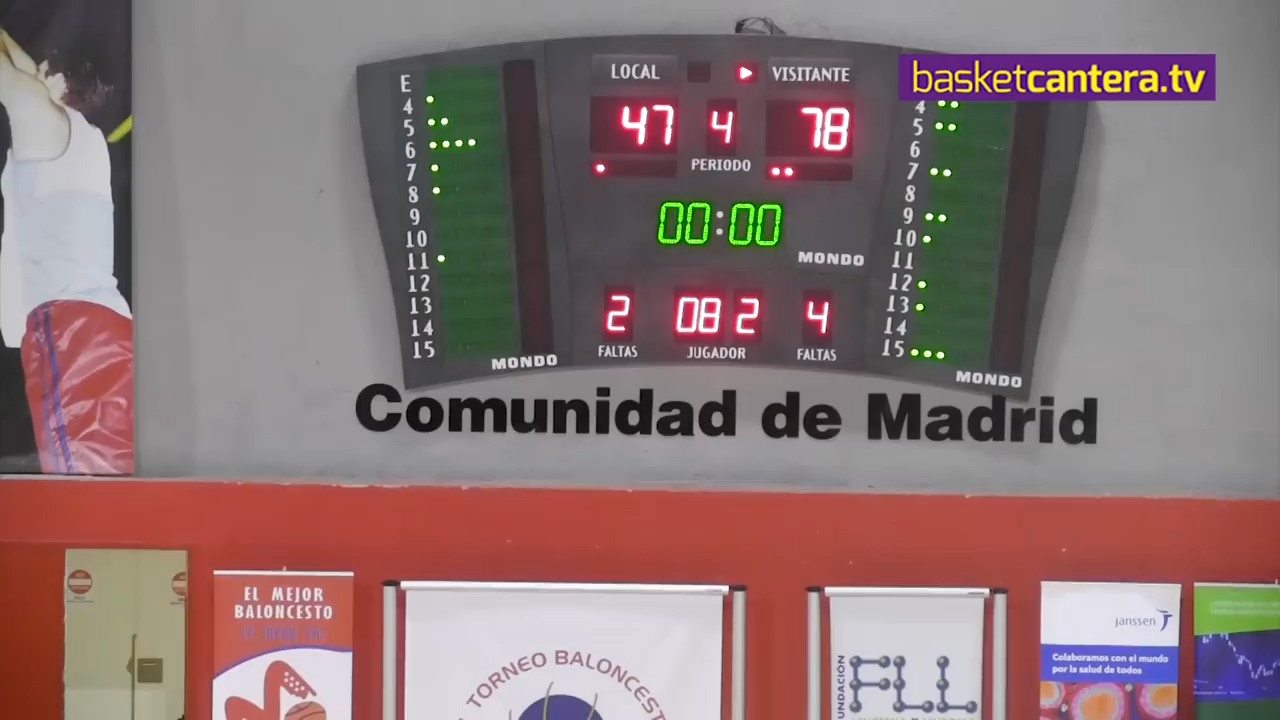 basketcantera.tv
LOCAL VISITANTE
47 4 78
PERIODO
00:00
MONDO
2 08 2 4
FALTAS JUGADOR FALTAS
E
4
5
6
7
8
9
10
11
12
13
14
15
MONDO
4
5
6
7
8
9
10
11
12
13
14
15
MONDO
Comunidad de Madrid
EL MEJOR
BALONCESTO
TORNEO BALONCEST
FUNDACIÓN
janssen
Colaboramos con el mundo
por la salud de todos